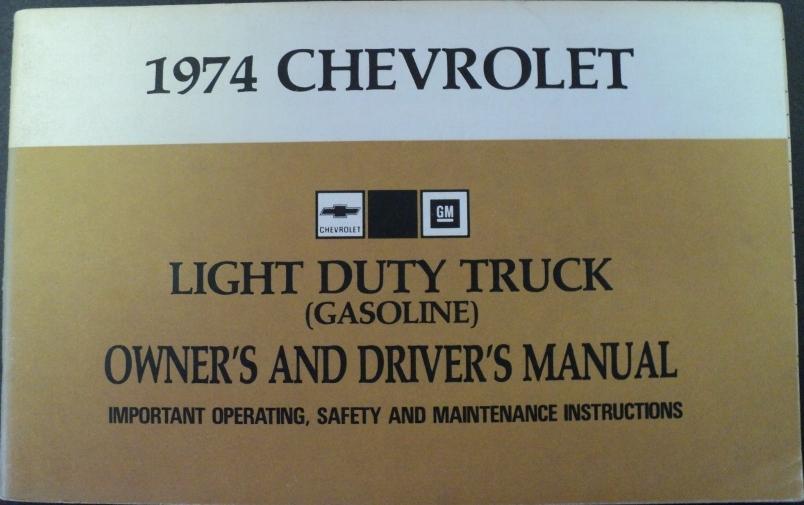 1974 CHEVROLET
CHEVROLET
GM
LIGHT DUTY TRUCK
(GASOLINE)
OWNER'S AND DRIVER'S MANUAL
IMPORTANT OPERATING, SAFETY AND MAINTENANCE INSTRUCTIONS